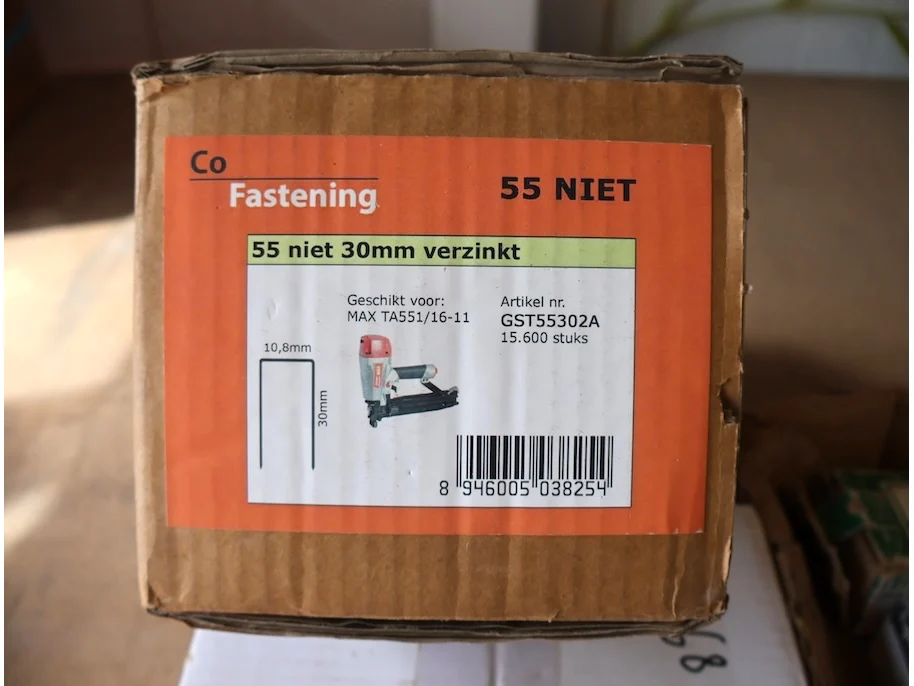 Co
Fastening
55 NIET
55 niet 30mm verzinkt
Geschikt voor:
MAX TA551/16-11
Artikel nr.
GST55302A
15.600 stuks
10,8mm
30mm
8 946005 038254